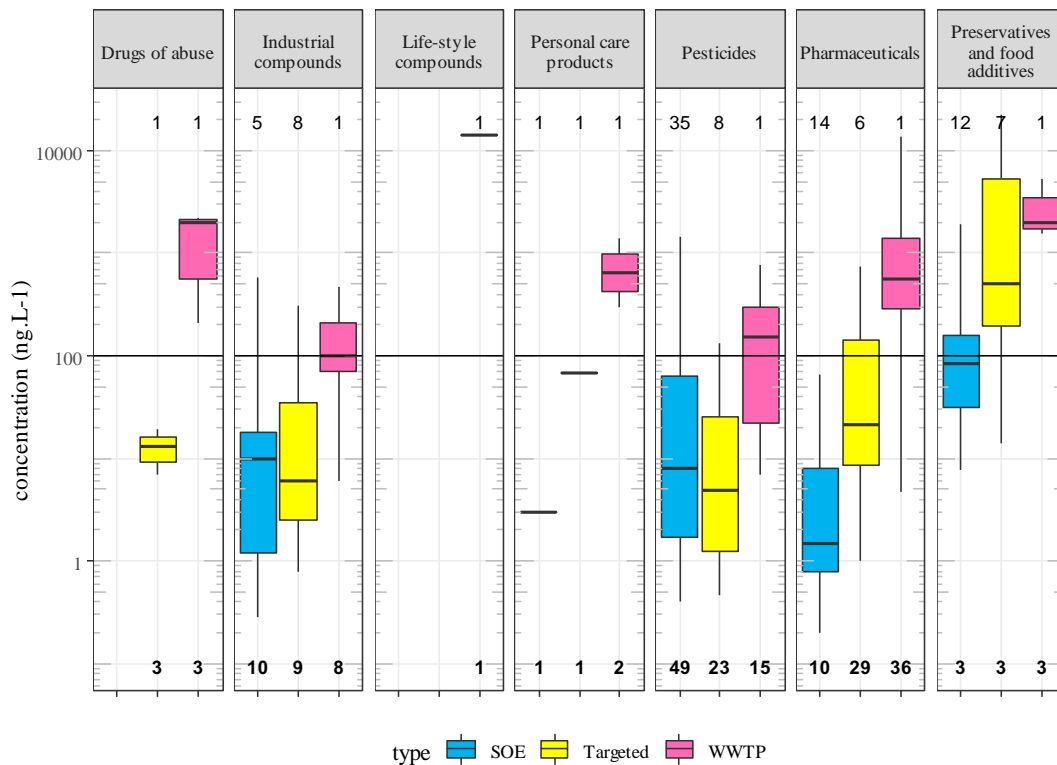 Drugs of abuse
Industrial
compounds
Life-style
compounds
Personal care
products
Pesticides
Pharmaceuticals
Preservatives
and food
additives
1 1 5 8 1 1 1 1 1 35 8 1 14 6 1 12 7 1
10000
100
1
concentration (ng.L-1)
3 3 10 9 8 1 1 1 2 49 23 15 10 29 36 3 3 3
type SOE Targeted WWTP